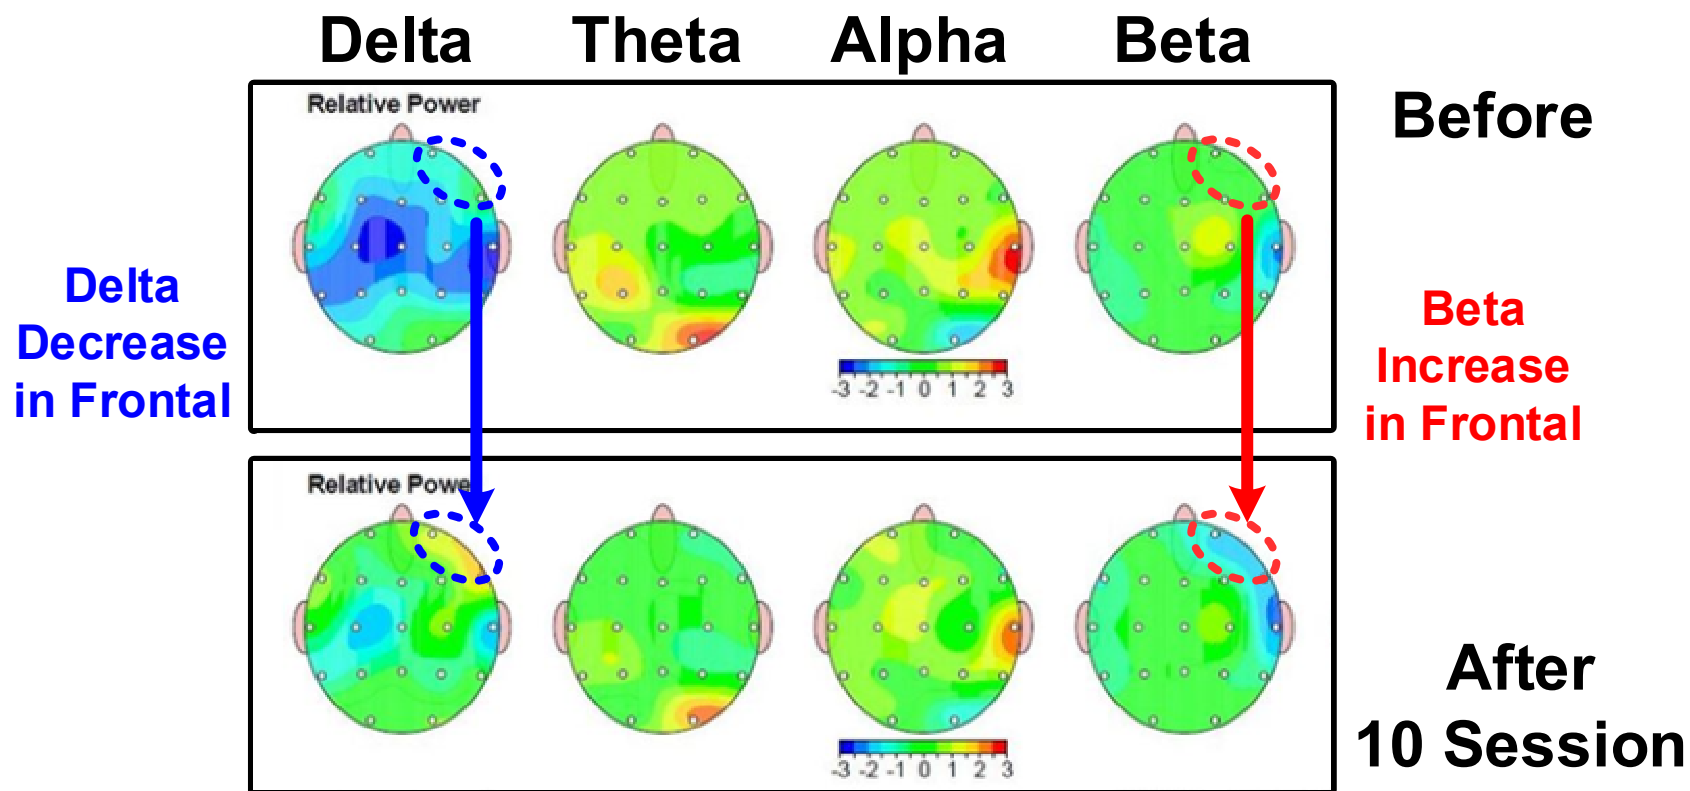 Delta Theta Alpha Beta
Relative Power
Before
Delta
Decrease
in Frontal
Beta
Increase
in Frontal
-3 -2 -1 0 1 2 3
Relative Power
After
10 Session
-3 -2 -1 0 1 2 3